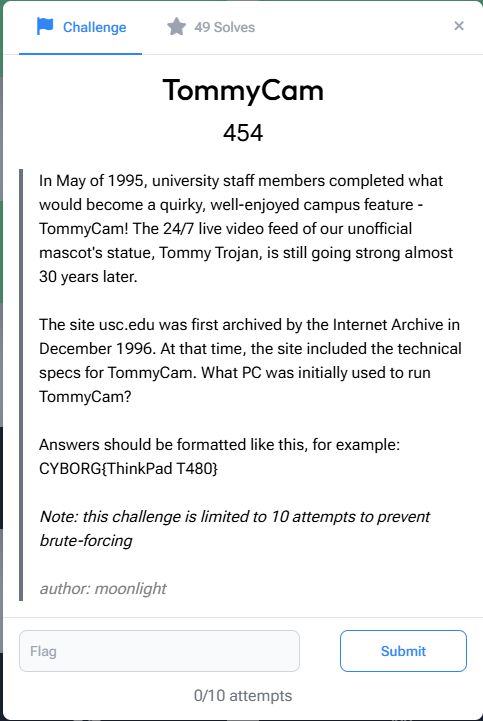 Challenge
49 Solves
×
TommyCam
454
In May of 1995, university staff members completed what
would become a quirky, well-enjoyed campus feature -
TommyCam! The 24/7 live video feed of our unofficial
mascot's statue, Tommy Trojan, is still going strong almost
30 years later.
The site usc.edu was first archived by the Internet Archive in
December 1996. At that time, the site included the technical
specs for TommyCam. What PC was initially used to run
TommyCam?
Answers should be formatted like this, for example:
CYBORG{ThinkPad T480}
Note: this challenge is limited to 10 attempts to prevent
brute-forcing
author: moonlight
Flag
Submit
0/10 attempts